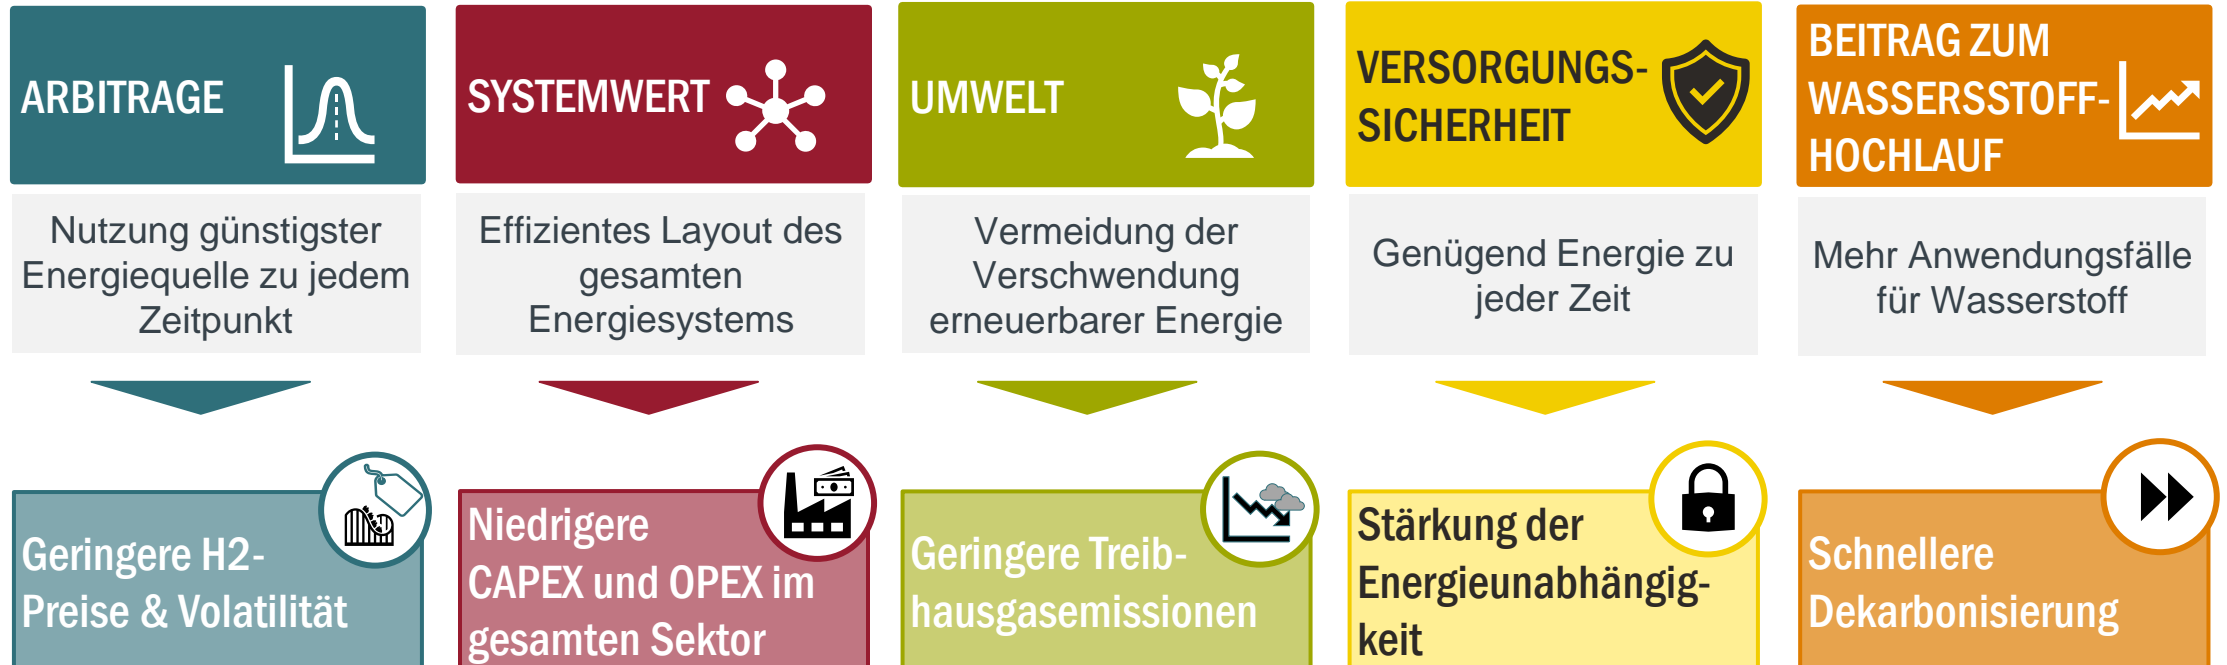 ARBITRAGE
Nutzung günstigster
Energiequelle zu jedem
Zeitpunkt
Geringere H2-
Preise & Volatilität
SYSTEMWERT
Effizientes Layout des
gesamten
Energiesystems
Niedrigere
CAPEX und OPEX im
gesamten Sektor
UMWELT
Vermeidung der
Verschwendung
erneuerbarer Energie
Geringere Treib-
hausgasemissionen
VERSORGUNGS-
SICHERHEIT
Genügend Energie zu
jeder Zeit
Stärkung der
Energieunabhängig-
keit
BEITRAG ZUM
WASSERSSTOFF-
HOCHLAUF
Mehr Anwendungsfälle
für Wasserstoff
Schnellere
Dekarbonisierung